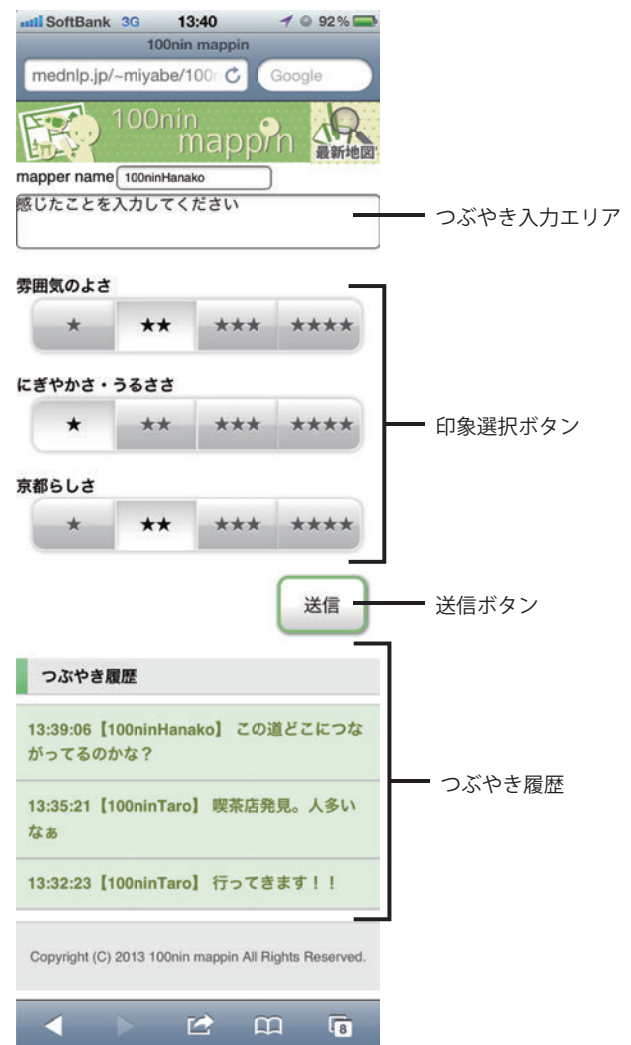 SoftBank 3G 13:40 92%
100nin mappin
mednlp.jp/~miyabe/100 Google
100nin
mappin
最新地図
mapper name 100ninHanako
感じたことを入力してください
つぶやき入力エリア
雰囲気のよさ
★ ★★ ★★★ ★★★★
にぎやかさ・うるささ
★ ★★ ★★★ ★★★★
印象選択ボタン
京都らしさ
★ ★★ ★★★ ★★★★
送信
送信ボタン
つぶやき履歴
13:39:06【100ninHanako】 この道どこにつな
がってるのかな？
13:35:21【100ninTaro】 喫茶店発見。人多い
なぁ
つぶやき履歴
13:32:23【100ninTaro】 行ってきます！！
Copyright (C) 2013 100nin mappin All Rights Reserved.
8